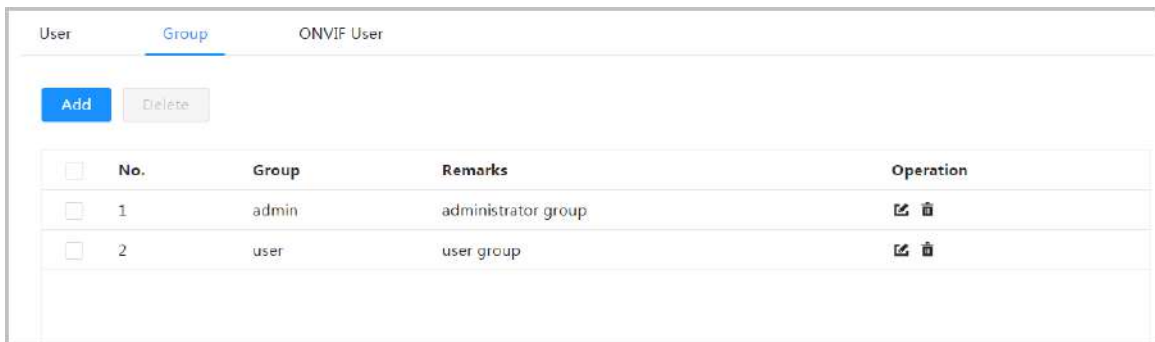 User Group ONVIF User
Add Delete
No. Group Remarks Operation
1 admin administrator group
2 user user group